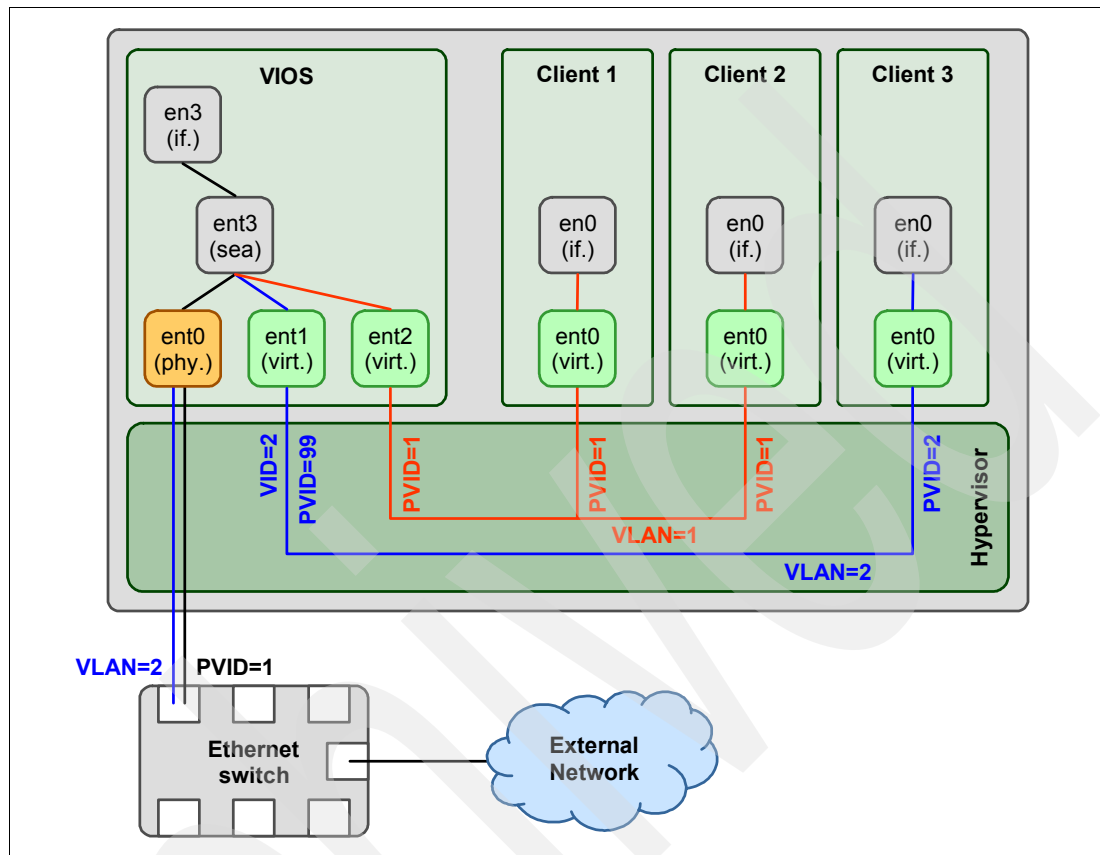 VIOS
Client 1
Client 2
Client 3
en3
(if.)
ent3
(sea)
en0
(if.)
en0
(if.)
en0
(if.)
ent0
(phy.)
ent1
(virt.)
ent2
(virt.)
ent0
(virt.)
ent0
(virt.)
ent0
(virt.)
VID=2
PVID=99
PVID=1
PVID=1
PVID=1
PVID=2
Hypervisor
VLAN=1
VLAN=2
VLAN=2
PVID=1
Ethernet
switch
External
Network